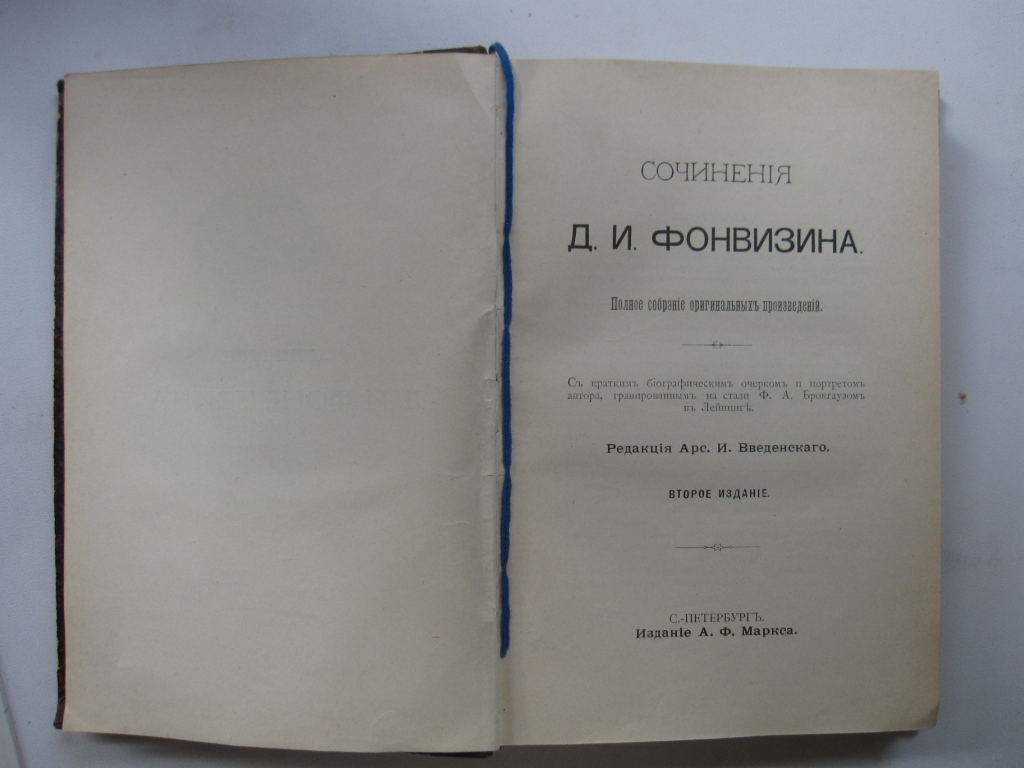 СОЧИНЕНІЯ
Д. И. ФОНВИЗИНА.
Полное собраніе оригинальныхъ произведеній.
Съ краткимъ біографическимъ очеркомъ и портретомъ
автора, гравированнымъ на стали Ф. А. Брокгаузомъ
въ Лейпцигѣ.
Редакція Арс. И. Введенскаго.
ВТОРОЕ ИЗДАНІЕ.
С.-ПЕТЕРБУРГЪ.
Изданіе А. Ф. Маркса.